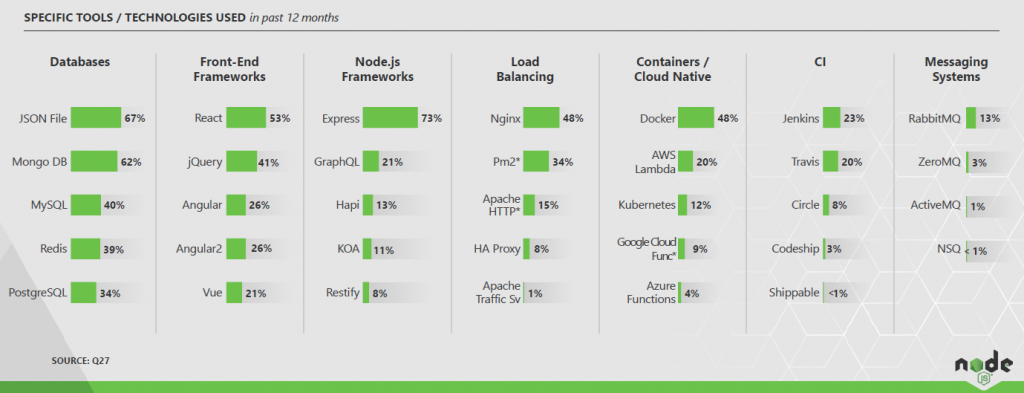 SPECIFIC TOOLS / TECHNOLOGIES USED in past 12 months
Databases
JSON File 67%
Mongo DB 62%
MySQL 40%
Redis 39%
PostgreSQL 34%
Front-End
Frameworks
React 53%
jQuery 41%
Angular 26%
Angular2 26%
Vue 21%
Node.js
Frameworks
Express 73%
GraphQL 21%
Hapi 13%
KOA 11%
Restify 8%
Load
Balancing
Nginx 48%
Pm2* 34%
Apache
HTTP* 15%
HA Proxy 8%
Apache
Traffic Sv 1%
Containers /
Cloud Native
Docker 48%
AWS
Lambda 20%
Kubernetes 12%
Google Cloud
Func* 9%
Azure
Functions 4%
CI
Jenkins 23%
Travis 20%
Circle 8%
Codeship 3%
Shippable <1%
Messaging
Systems
RabbitMQ 13%
ZeroMQ 3%
ActiveMQ 1%
NSQ < 1%
SOURCE: Q27
node
JS